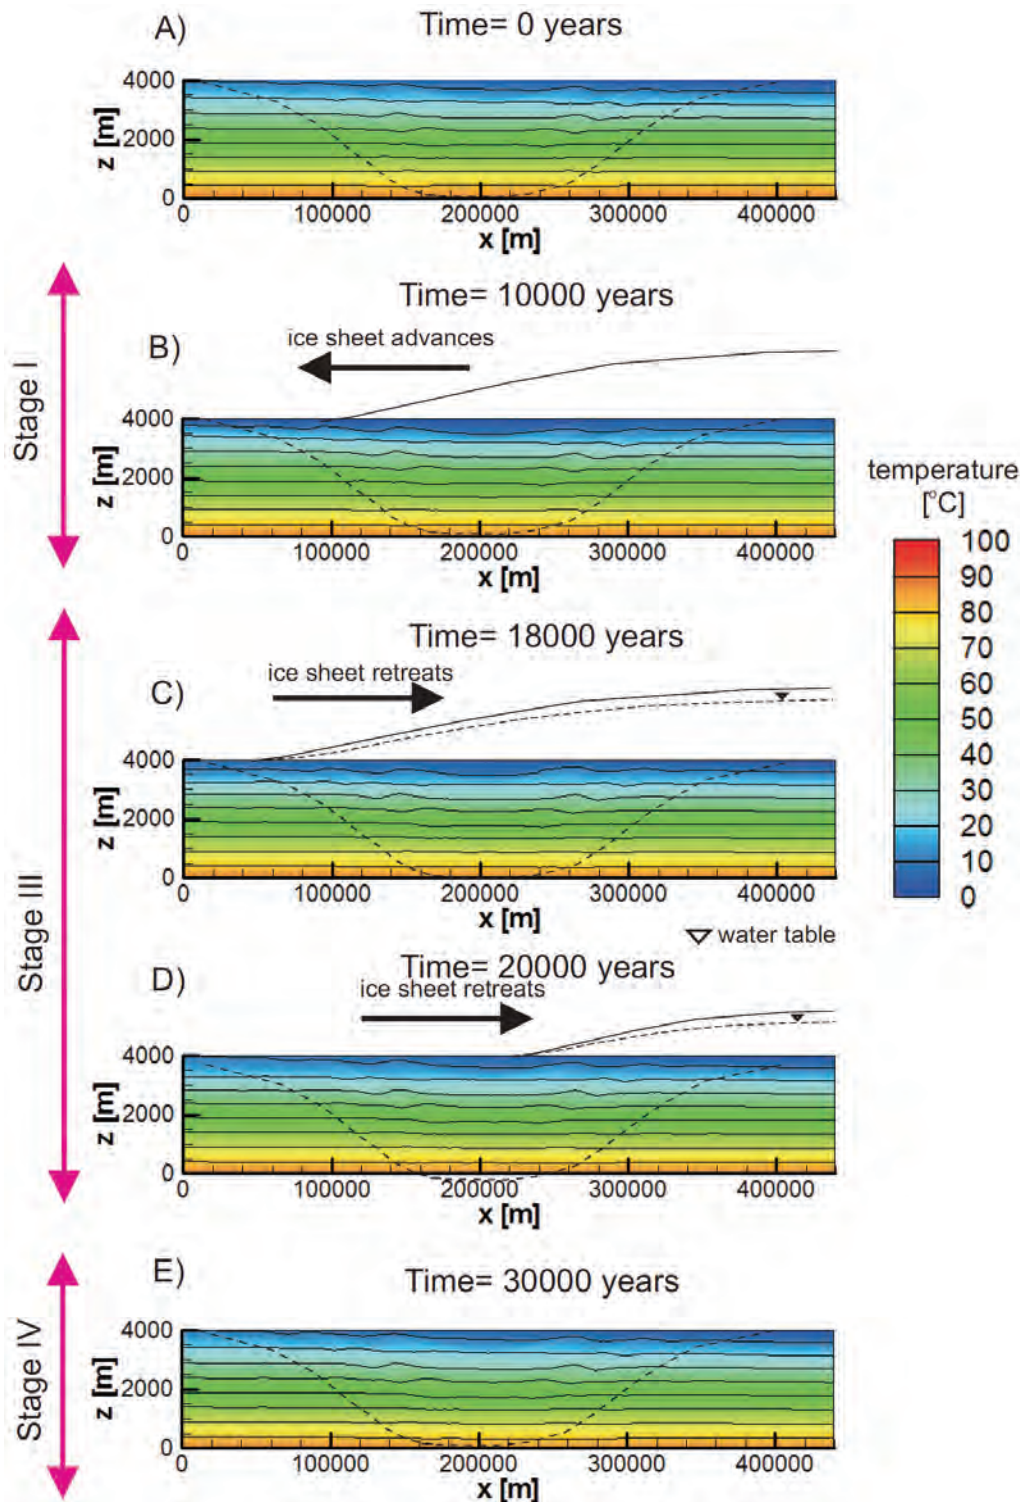 A)
Time= 0 years
4000
2000
0
z [m]
0 100000 200000 300000 400000
x [m]
Stage I
Time= 10000 years
B)
ice sheet advances
4000
2000
0
z [m]
0 100000 200000 300000 400000
x [m]
temperature
[°C]
100
90
80
70
60
50
40
30
20
10
0
Stage III
Time= 18000 years
C)
ice sheet retreats
4000
2000
0
z [m]
0 100000 200000 300000 400000
x [m]
water table
D)
Time= 20000 years
ice sheet retreats
4000
2000
0
z [m]
0 100000 200000 300000 400000
x [m]
Stage IV
E)
Time= 30000 years
4000
2000
0
z [m]
0 100000 200000 300000 400000
x [m]